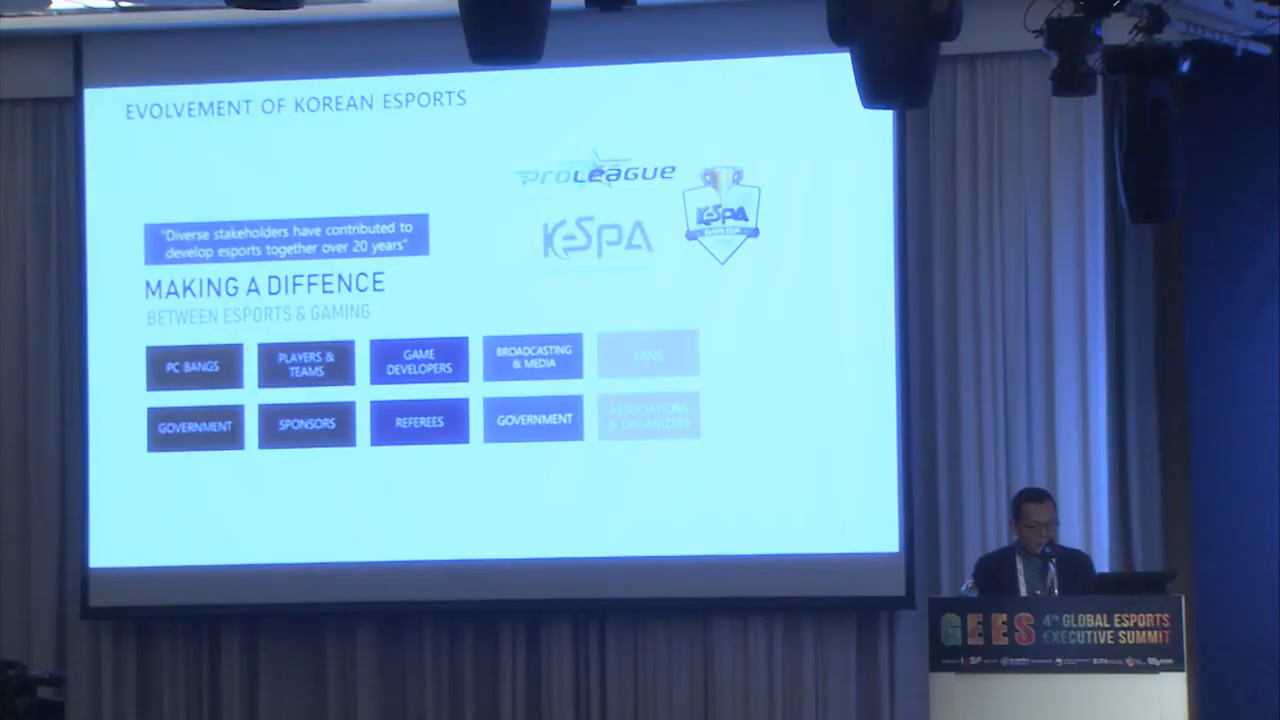 EVOLVEMENT OF KOREAN ESPORTS
PROLEAGUE
KeSPA
KeSPA
"Diverse stakeholders have contributed to
develop esports together over 20 years"
MAKING A DIFFENCE
BETWEEN ESPORTS & GAMING
PC BANGS
PLAYERS &
TEAMS
GAME
DEVELOPERS
BROADCASTING
& MEDIA
FANS
GOVERNMENT
SPONSORS
REFEREES
GOVERNMENT
ASSOCIATIONS
& ORGANIZERS
GEES
4TH GLOBAL ESPORTS
EXECUTIVE SUMMIT